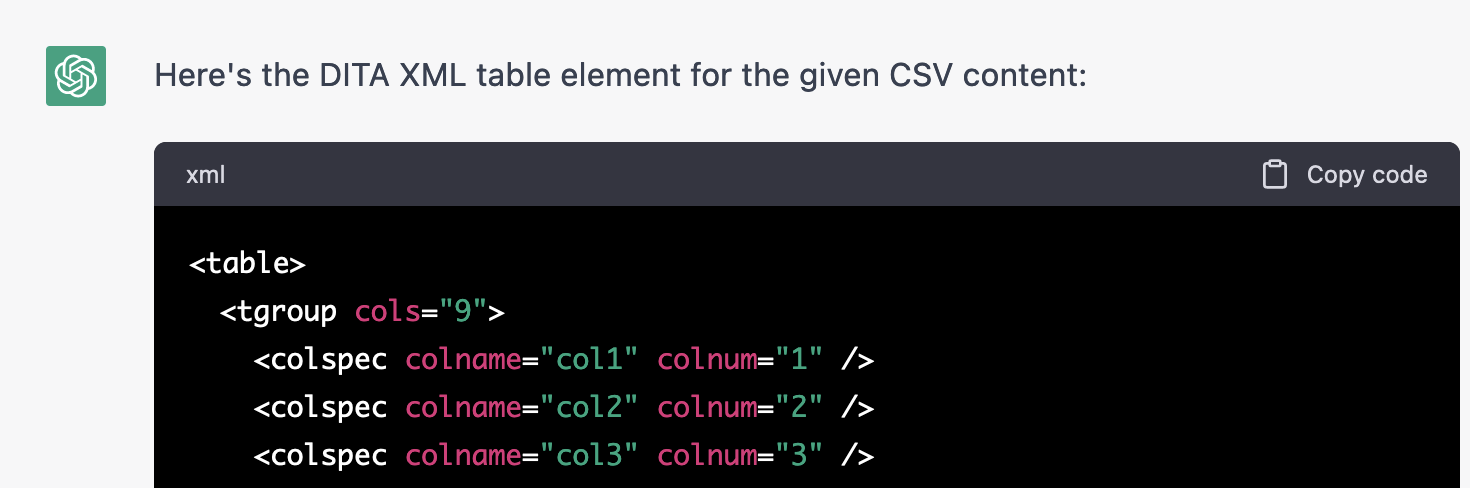 Here's the DITA XML table element for the given CSV content:
xml Copy code
<table>
<tgroup cols="9">
<colspec colname="col1" colnum="1" />
<colspec colname="col2" colnum="2" />
<colspec colname="col3" colnum="3" />